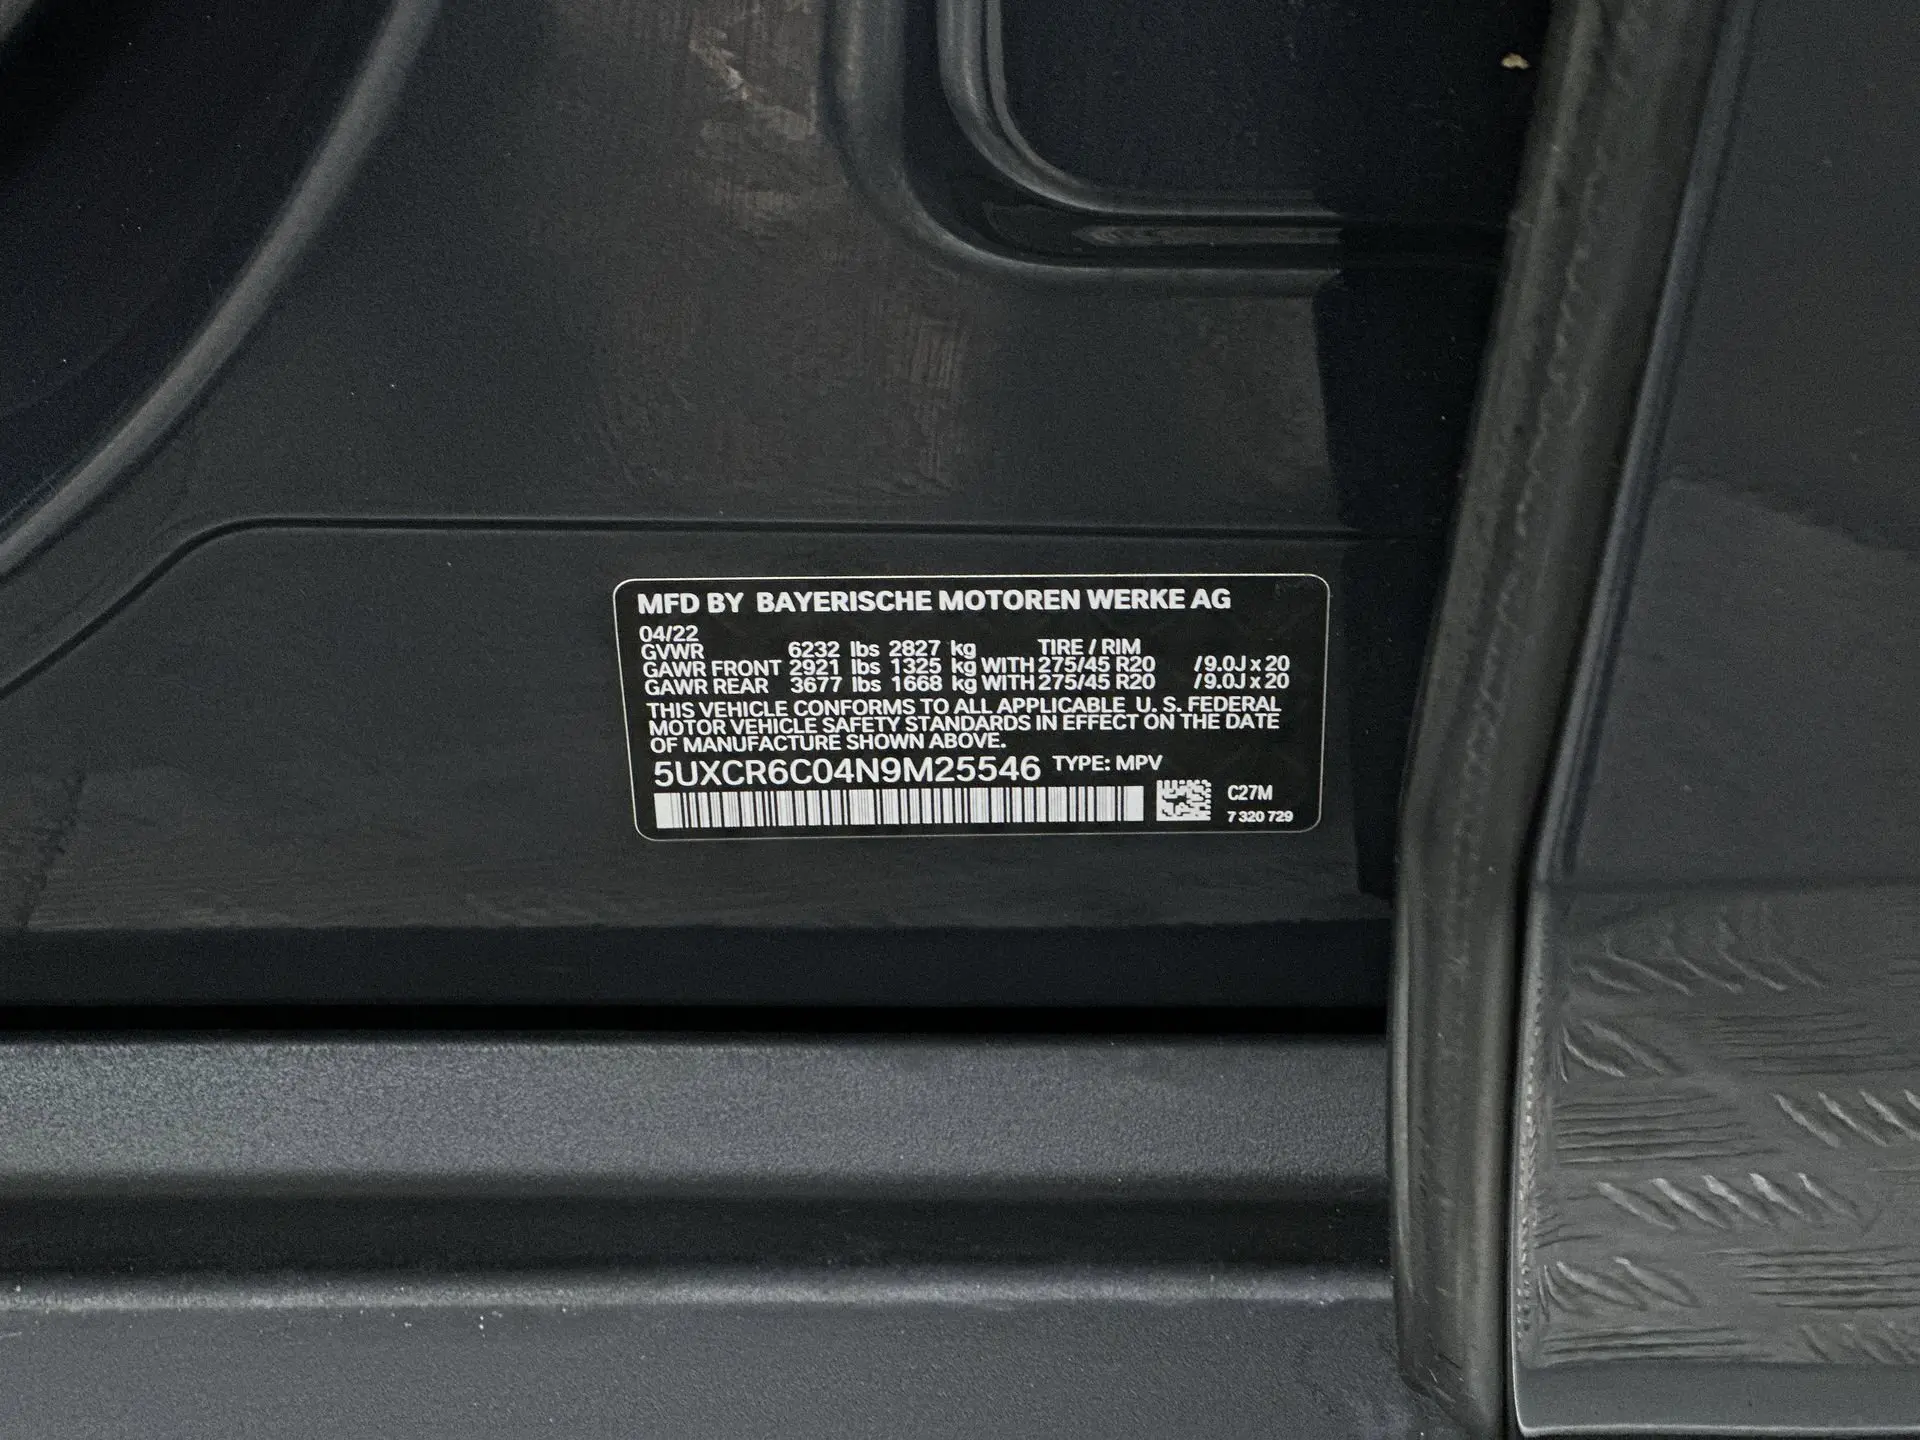 MFD BY BAYERISCHE MOTOREN WERKE AG
04/22
GVWR 6232 lbs 2827 kg TIRE / RIM
GAWR FRONT 2921 lbs 1325 kg WITH 275/45 R20 /9.0J x 20
GAWR REAR 3677 lbs 1668 kg WITH 275/45 R20 /9.0J x 20
THIS VEHICLE CONFORMS TO ALL APPLICABLE U. S. FEDERAL
MOTOR VEHICLE SAFETY STANDARDS IN EFFECT ON THE DATE
OF MANUFACTURE SHOWN ABOVE.
5UXCR6C04N9M25546 TYPE: MPV
C27M
7 320 729